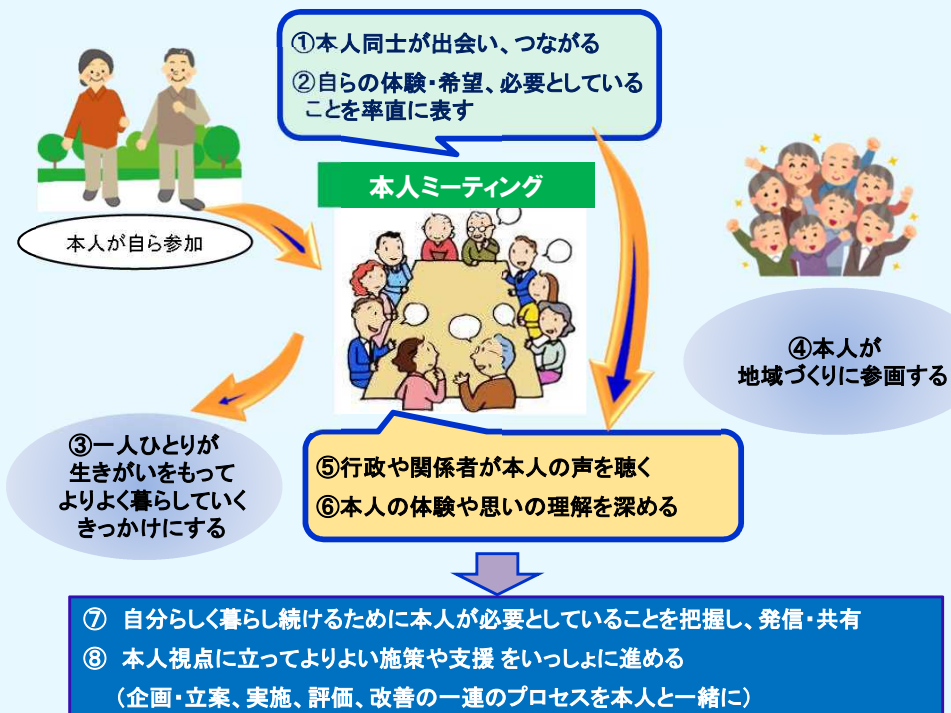 ①本人同士が出会い、つながる
②自らの体験・希望、必要としている
ことを率直に表す
本人ミーティング
本人が自ら参加
④本人が
地域づくりに参画する
③一人ひとりが
生きがいをもって
よりよく暮らしていく
きっかけにする
⑤行政や関係者が本人の声を聴く
⑥本人の体験や思いの理解を深める
⑦ 自分らしく暮らし続けるために本人が必要としていることを把握し、発信・共有
⑧ 本人視点に立ってよりよい施策や支援 をいっしょに進める
（企画・立案、実施、評価、改善の一連のプロセスを本人と一緒に）